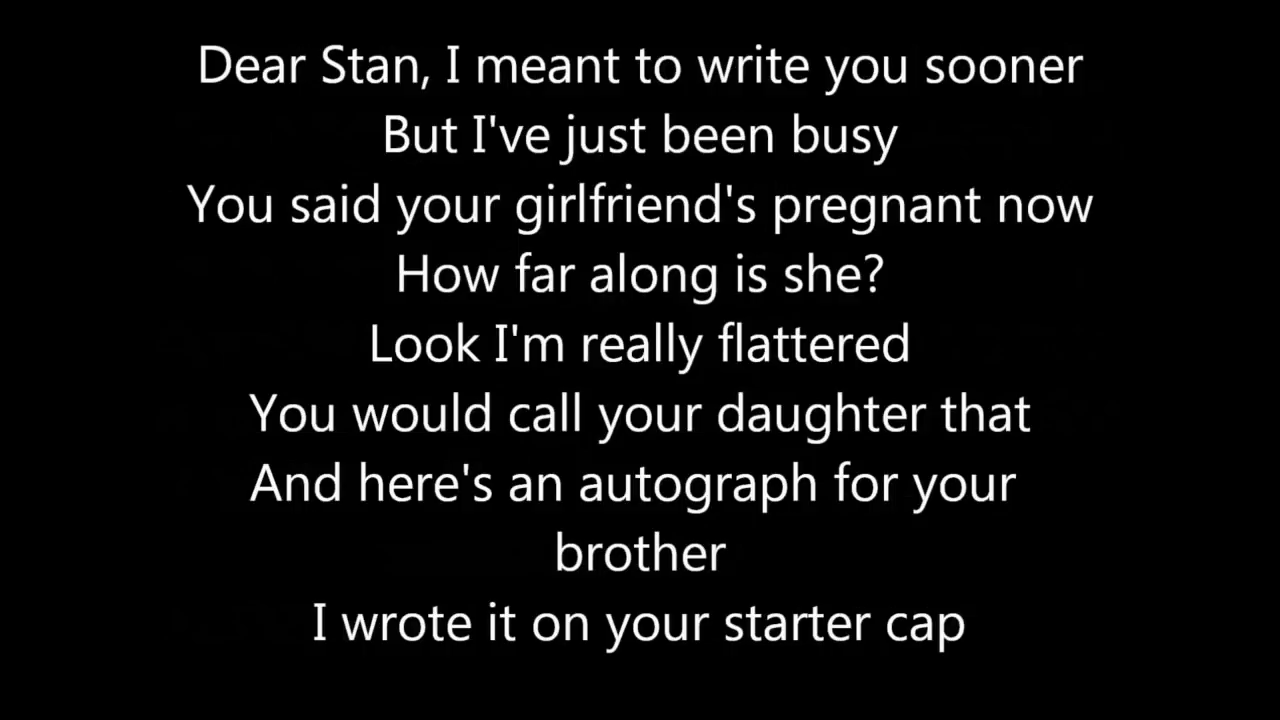 Dear Stan, I meant to write you sooner
But I've just been busy
You said your girlfriend's pregnant now
How far along is she?
Look I'm really flattered
You would call your daughter that
And here's an autograph for your
brother
I wrote it on your starter cap